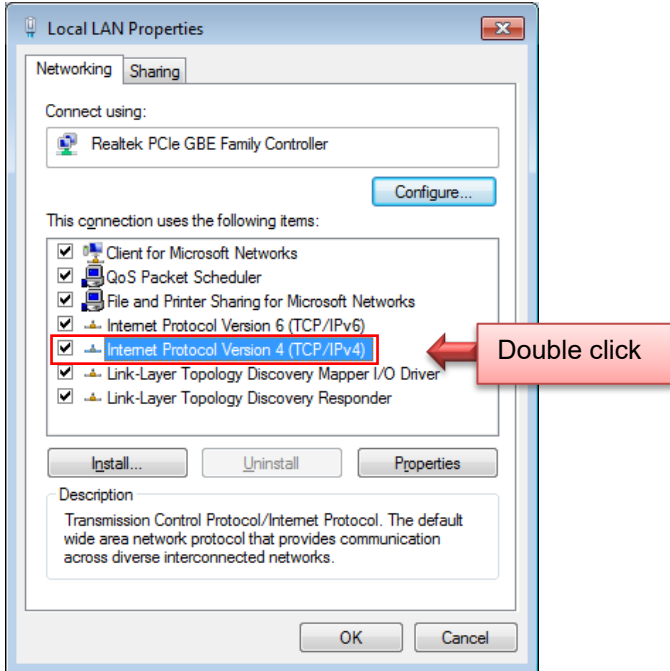 Local LAN Properties
Networking
Sharing
Connect using:
Realtek PCIe GBE Family Controller
Configure...
This connection uses the following items:
Client for Microsoft Networks
QoS Packet Scheduler
File and Printer Sharing for Microsoft Networks
Internet Protocol Version 6 (TCP/IPv6)
Internet Protocol Version 4 (TCP/IPv4)
Link-Layer Topology Discovery Mapper I/O Driver
Link-Layer Topology Discovery Responder
Double click
Install...
Uninstall
Properties
Description
Transmission Control Protocol/Internet Protocol. The default
wide area network protocol that provides communication
across diverse interconnected networks.
OK
Cancel